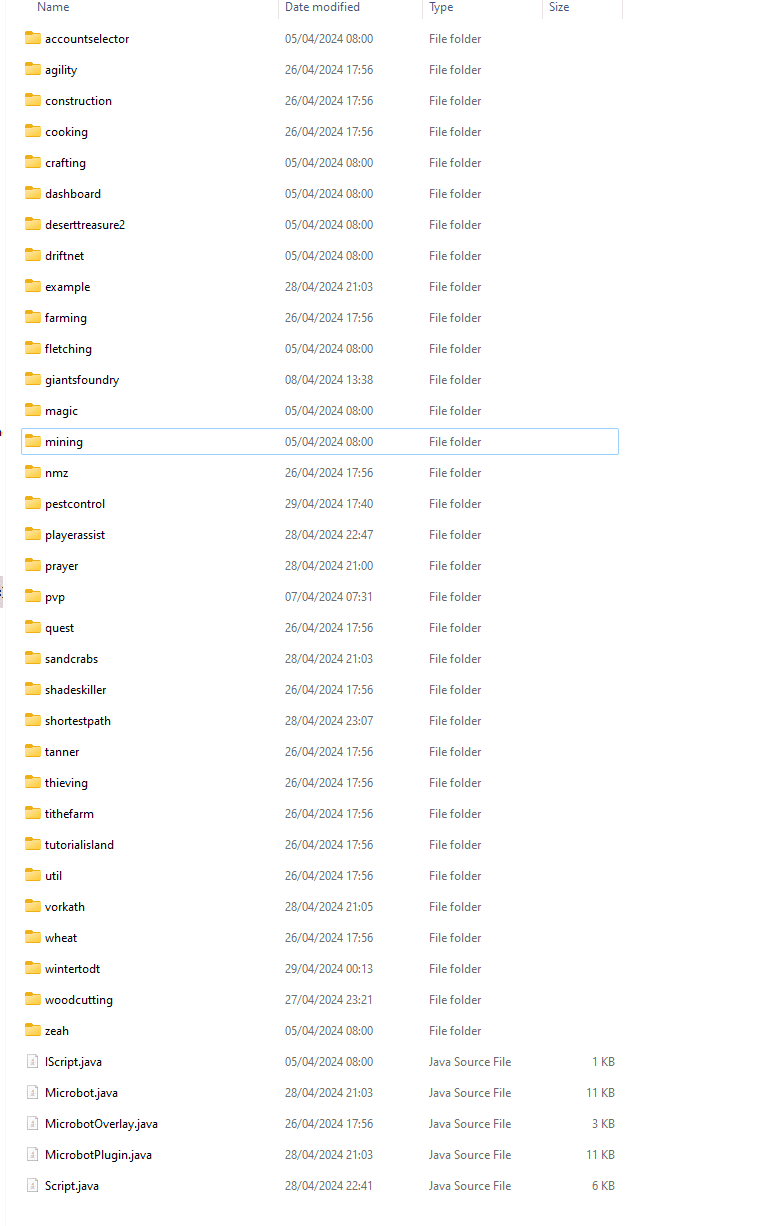 Name Date modified Type Size
accountselector 05/04/2024 08:00 File folder
agility 26/04/2024 17:56 File folder
construction 26/04/2024 17:56 File folder
cooking 26/04/2024 17:56 File folder
crafting 05/04/2024 08:00 File folder
dashboard 05/04/2024 08:00 File folder
deserttreasure2 05/04/2024 08:00 File folder
driftnet 05/04/2024 08:00 File folder
example 28/04/2024 21:03 File folder
farming 26/04/2024 17:56 File folder
fletching 05/04/2024 08:00 File folder
giantsfoundry 08/04/2024 13:38 File folder
magic 05/04/2024 08:00 File folder
mining 05/04/2024 08:00 File folder
nmz 26/04/2024 17:56 File folder
pestcontrol 29/04/2024 17:40 File folder
playerassist 28/04/2024 22:47 File folder
prayer 28/04/2024 21:00 File folder
pvp 07/04/2024 07:31 File folder
quest 26/04/2024 17:56 File folder
sandcrabs 28/04/2024 21:03 File folder
shadeskiller 26/04/2024 17:56 File folder
shortestpath 28/04/2024 23:07 File folder
tanner 26/04/2024 17:56 File folder
thieving 26/04/2024 17:56 File folder
tithefarm 26/04/2024 17:56 File folder
tutorialisland 26/04/2024 17:56 File folder
util 26/04/2024 17:56 File folder
vorkath 28/04/2024 21:05 File folder
wheat 26/04/2024 17:56 File folder
wintertodt 29/04/2024 00:13 File folder
woodcutting 27/04/2024 23:21 File folder
zeah 05/04/2024 08:00 File folder
IScript.java 05/04/2024 08:00 Java Source File 1 KB
Microbot.java 28/04/2024 21:03 Java Source File 11 KB
MicrobotOverlay.java 26/04/2024 17:56 Java Source File 3 KB
MicrobotPlugin.java 28/04/2024 21:03 Java Source File 11 KB
Script.java 28/04/2024 22:41 Java Source File 6 KB